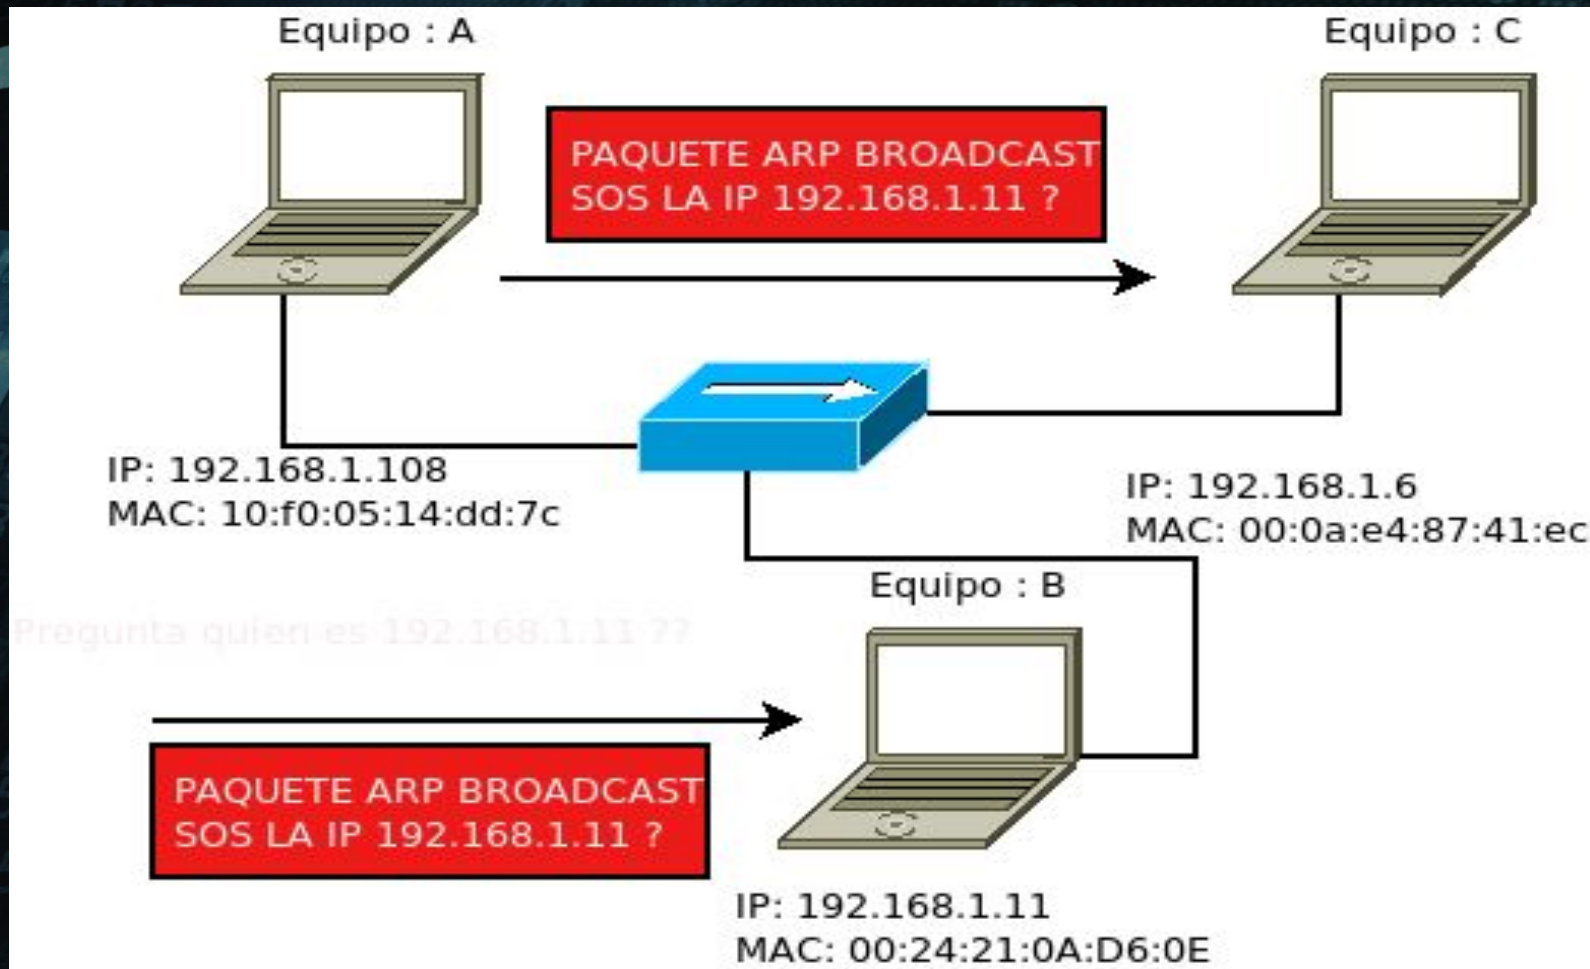 Equipo : A
Equipo : C
PAQUETE ARP BROADCAST
SOS LA IP 192.168.1.11 ?
IP: 192.168.1.108
MAC: 10:f0:05:14:dd:7c
IP: 192.168.1.6
MAC: 00:0a:e4:87:41:ec
Equipo : B
Pregunta quien es 192.168.1.11 ??
PAQUETE ARP BROADCAST
SOS LA IP 192.168.1.11 ?
IP: 192.168.1.11
MAC: 00:24:21:0A:D6:0E